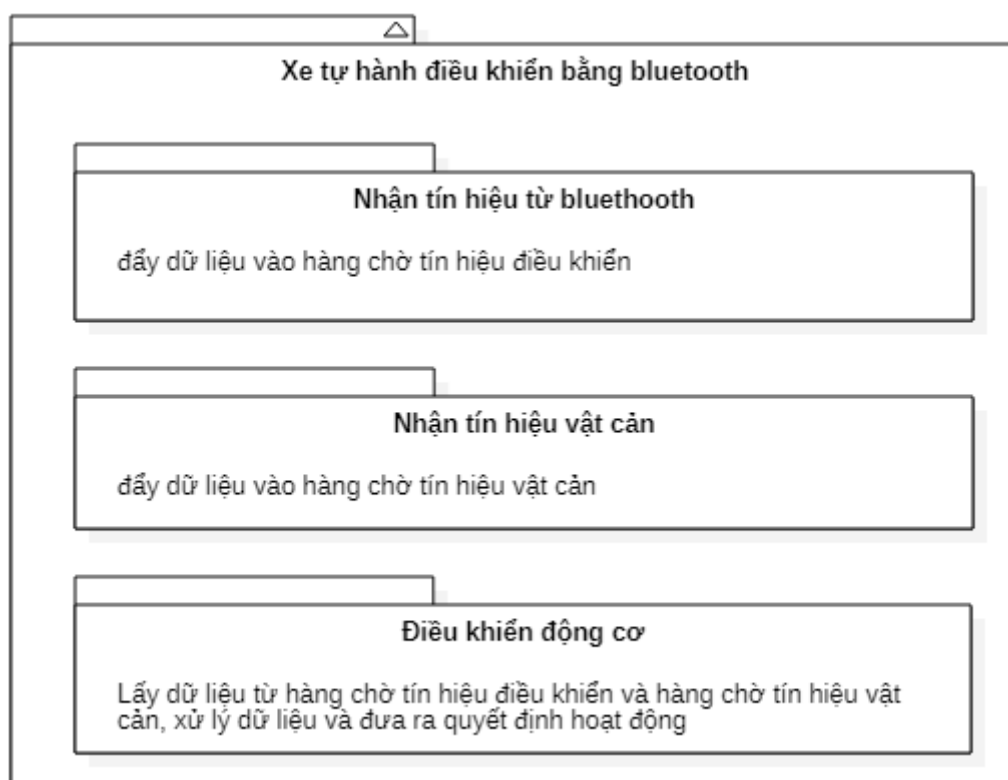 Xe tự hành điều khiển bằng bluetooth
Nhận tín hiệu từ bluethooth
đẩy dữ liệu vào hàng chờ tín hiệu điều khiển
Nhận tín hiệu vật cản
đẩy dữ liệu vào hàng chờ tín hiệu vật cản
Điều khiển động cơ
Lấy dữ liệu từ hàng chờ tín hiệu điều khiển và hàng chờ tín hiệu vật
cản, xử lý dữ liệu và đưa ra quyết định hoạt động